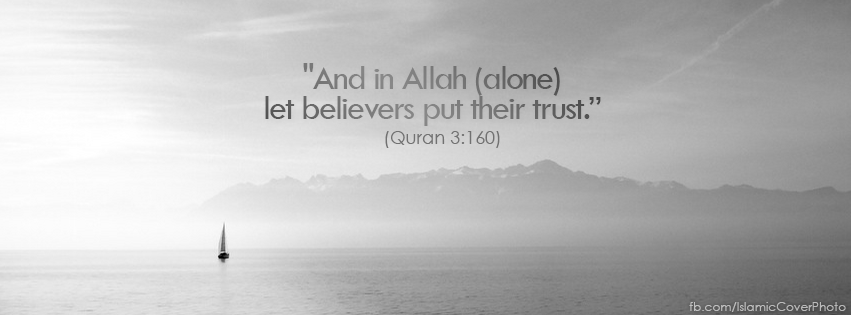 "And in Allah (alone)
let believers put their trust.”
(Quran 3:160)
fb.com/IslamicCoverPhoto